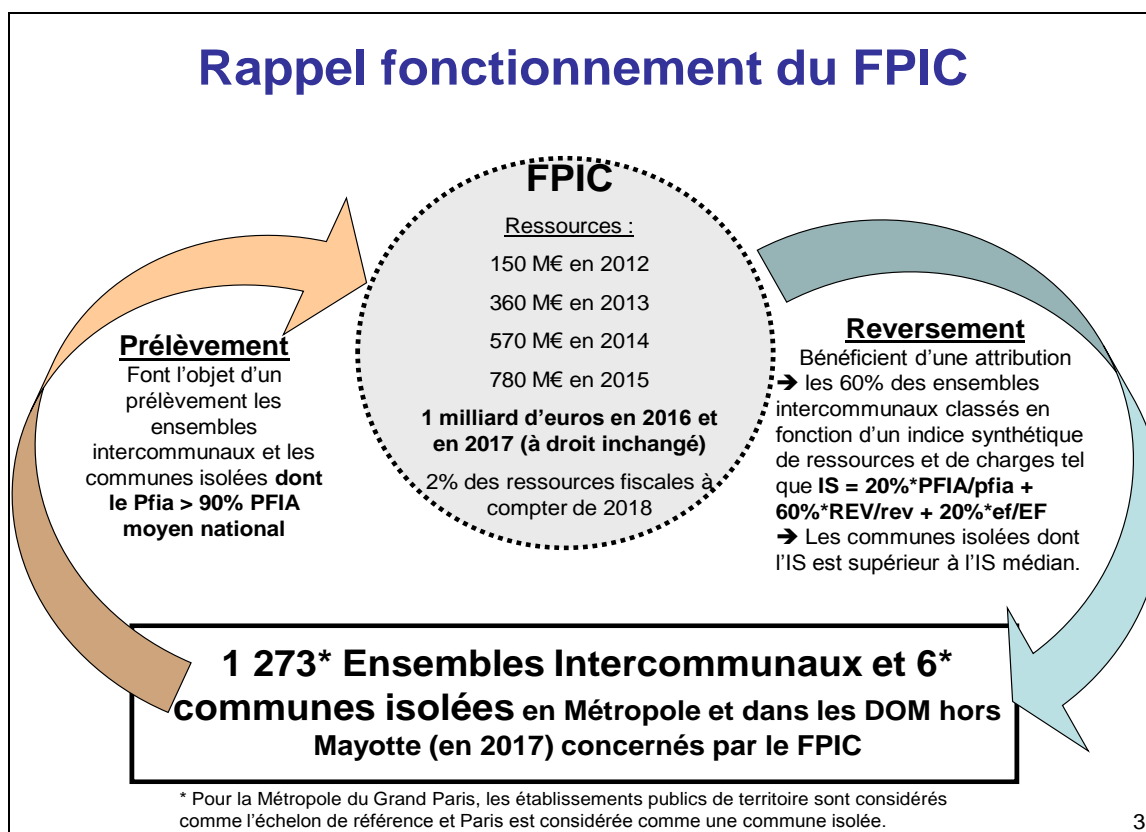 Rappel fonctionnement du FPIC
FPIC
Ressources :
150 M€ en 2012
360 M€ en 2013
570 M€ en 2014
780 M€ en 2015
1 milliard d'euros en 2016 et
en 2017 (à droit inchangé)
2% des ressources fiscales à
compter de 2018
Prélèvement
Font l'objet d'un
prélèvement les
ensembles
intercommunaux et les
communes isolées dont
le Pfia > 90% PFIA
moyen national
Reversement
Bénéficient d'une attribution
➔ les 60% des ensembles
intercommunaux classés en
fonction d'un indice synthétique
de ressources et de charges tel
que IS = 20%*PFIA/pfia +
60%*REV/rev + 20%*ef/EF
➔ Les communes isolées dont
l'IS est supérieur à l'IS médian.
1 273* Ensembles Intercommunaux et 6*
communes isolées en Métropole et dans les DOM hors
Mayotte (en 2017) concernés par le FPIC
* Pour la Métropole du Grand Paris, les établissements publics de territoire sont considérés
comme l'échelon de référence et Paris est considérée comme une commune isolée.
3